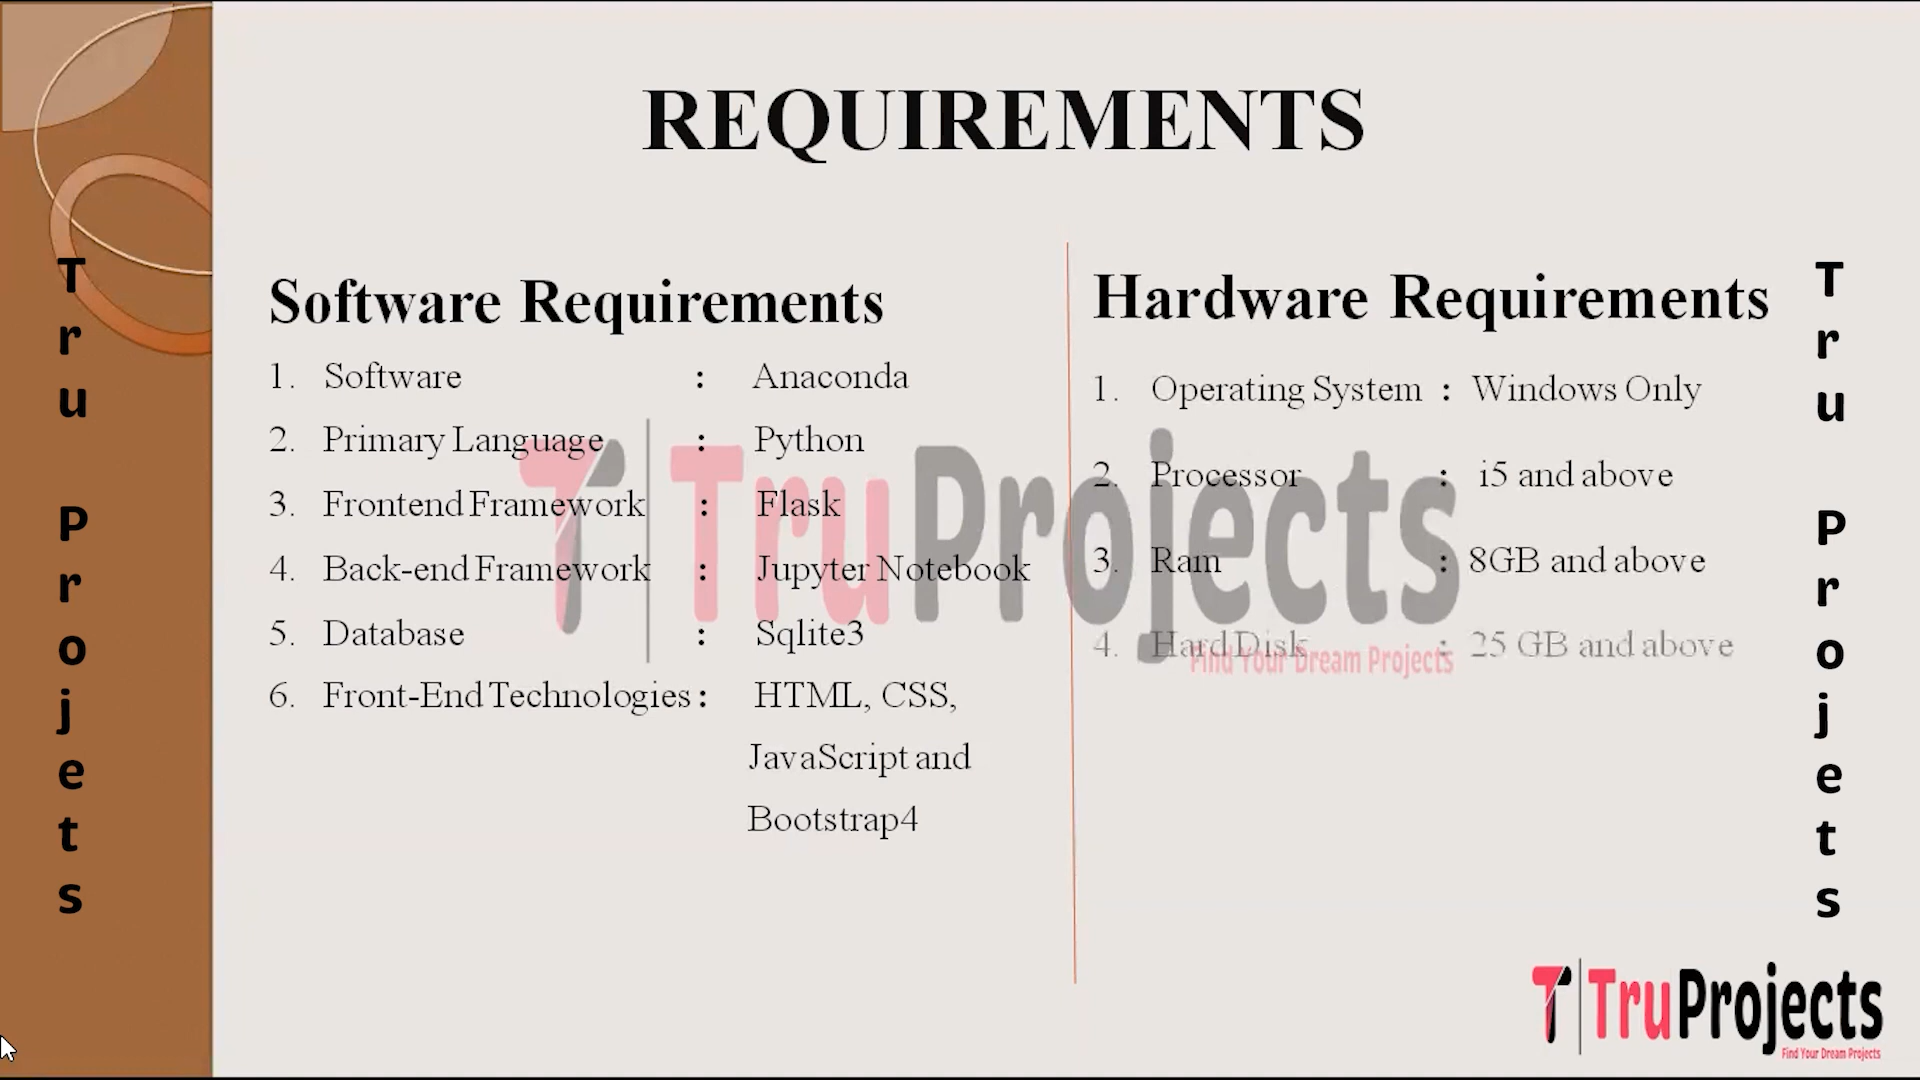 REQUIREMENTS
Software Requirements
1. Software : Anaconda
2. Primary Language : Python
3. Frontend Framework : Flask
4. Back-end Framework : Jupyter Notebook
5. Database : Sqlite3
6. Front-End Technologies : HTML, CSS,
JavaScript and
Bootstrap4
Hardware Requirements
1. Operating System : Windows Only
2. Processor : i5 and above
3. Ram : 8GB and above
4. Hard Disk : 25 GB and above
Tru Projets
Tru Projets
TruProjects
Find Your Dream Projects
TruProjects
Find Your Dream Projects